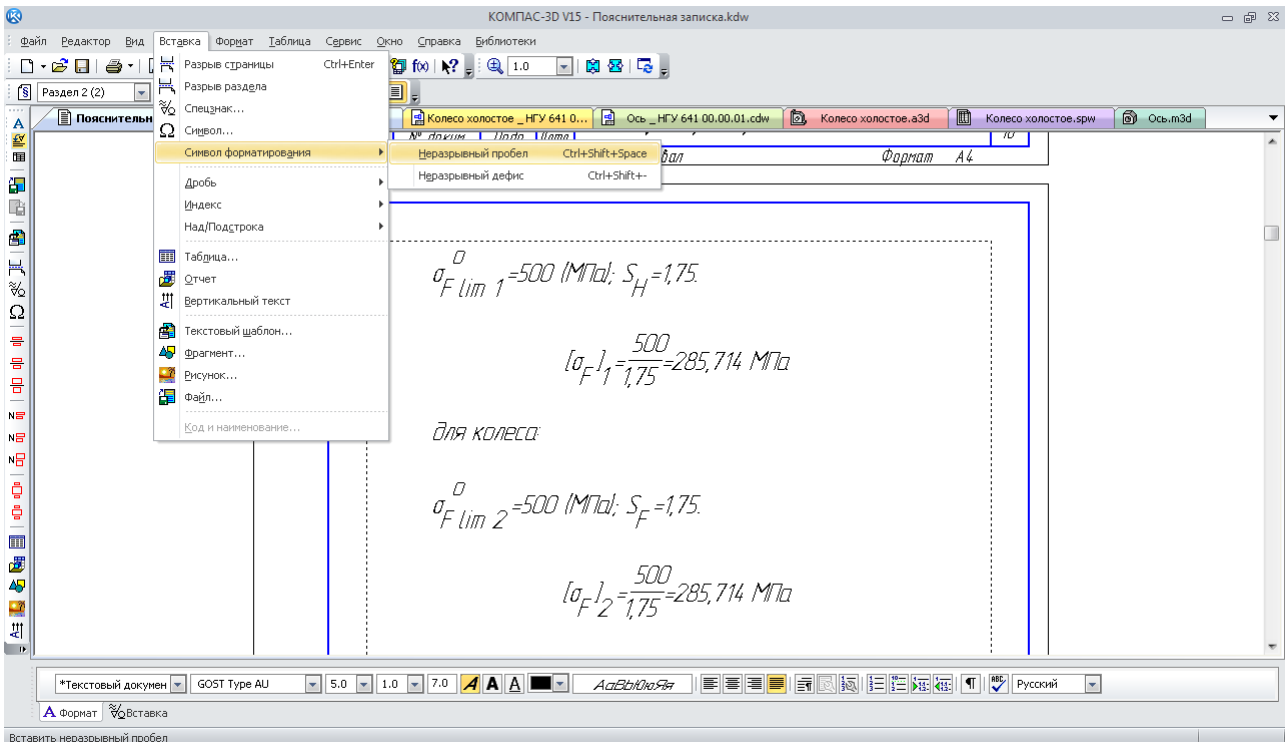 КОМПАС-3D V15 - Пояснительная записка.kdw
Файл Редактор Вид Вставка Формат Таблица Сервис Окно Справка Библиотеки
1.0
Раздел 2 (2)
Разрыв страницы Ctrl+Enter
Разрыв раздела
Спецзнак...
Символ...
Символ форматирования
Неразрывный пробел Ctrl+Shift+Space
Неразрывный дефис Ctrl+Shift+-
Дробь
Индекс
Над/Подстрока
Таблица...
Отчет
Вертикальный текст
Текстовый шаблон...
Фрагмент...
Рисунок...
Файл...
Код и наименование...
Пояснительн Колесо холостое _ НГУ 641 0... Ось _ НГУ 641 00.00.01.cdw Колесо холостое.a3d Колесо холостое.spw Ось.m3d
№ докум. Подп. Дата 10
Формат А4
σ⁰F lim 1=500 (МПа); SH=1,75.
[σF]1=500/1,75=285,714 МПа
для колеса:
σ⁰F lim 2=500 (МПа); SF=1,75.
[σF]2=500/1,75=285,714 МПа
*Текстовый докумен GOST Type AU 5.0 1.0 7.0 АаВЫОоЯя Русский
Формат Вставка
Вставить неразрывный пробел